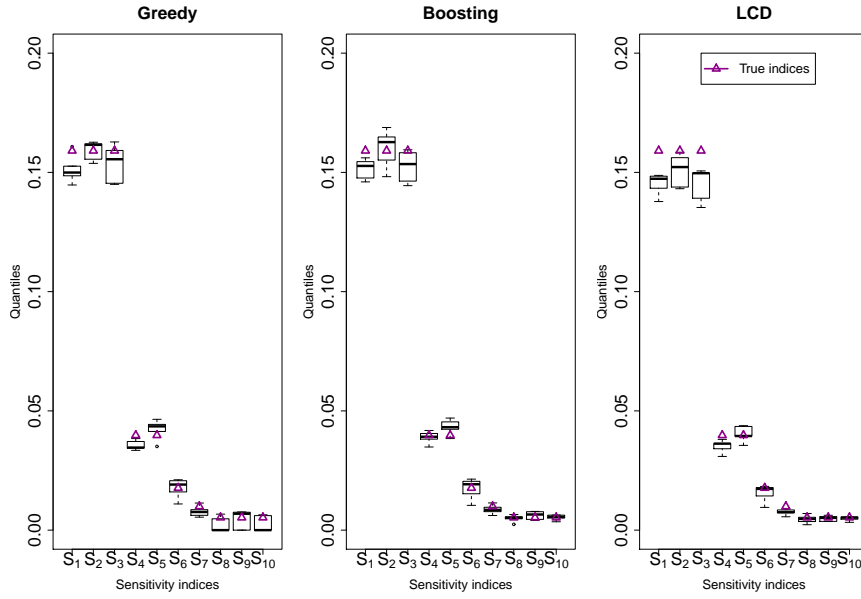 Greedy
Quantiles
0.20
0.15
0.10
0.05
0.00
S1 S2 S3 S4 S5 S6 S7 S8 S9 S10
Sensitivity indices
Boosting
Quantiles
0.20
0.15
0.10
0.05
0.00
S1 S2 S3 S4 S5 S6 S7 S8 S9 S10
Sensitivity indices
LCD
True indices
Quantiles
0.20
0.15
0.10
0.05
0.00
S1 S2 S3 S4 S5 S6 S7 S8 S9 S10
Sensitivity indices